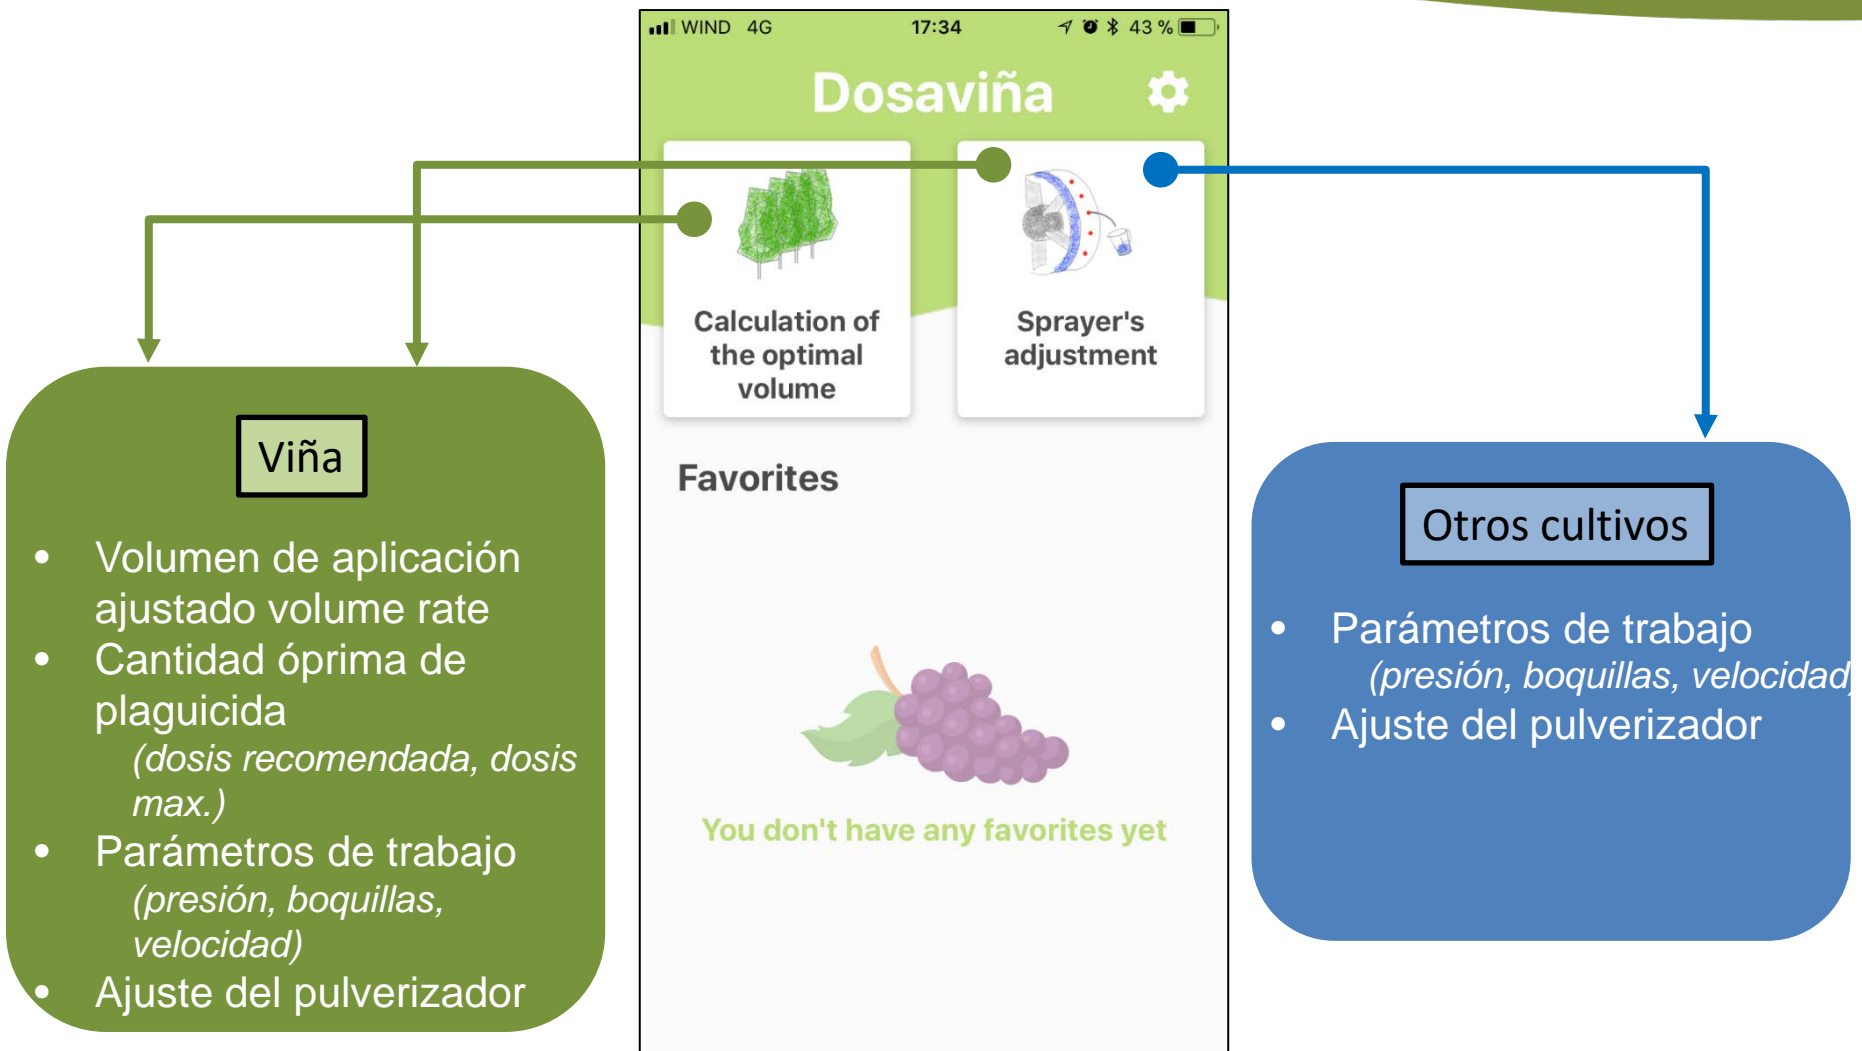 WIND 4G 17:34 43 %
Dosaviña
Calculation of
the optimal
volume
Sprayer's
adjustment
Favorites
You don't have any favorites yet
Viña
• Volumen de aplicación
ajustado volume rate
• Cantidad óprima de
plaguicida
(dosis recomendada, dosis
max.)
• Parámetros de trabajo
(presión, boquillas,
velocidad)
• Ajuste del pulverizador
Otros cultivos
• Parámetros de trabajo
(presión, boquillas, velocidad)
• Ajuste del pulverizador